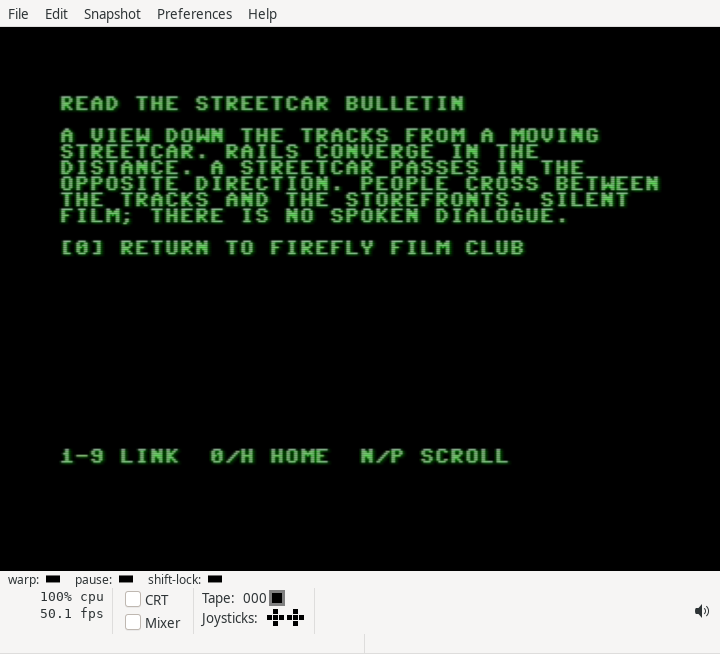 File Edit Snapshot Preferences Help
READ THE STREETCAR BULLETIN
A VIEW DOWN THE TRACKS FROM A MOVING
STREETCAR. RAILS CONVERGE IN THE
DISTANCE. A STREETCAR PASSES IN THE
OPPOSITE DIRECTION. PEOPLE CROSS BETWEEN
THE TRACKS AND THE STOREFRONTS. SILENT
FILM; THERE IS NO SPOKEN DIALOGUE.
[0] RETURN TO FIREFLY FILM CLUB
1-9 LINK 0/H HOME N/P SCROLL
warp: pause: shift-lock:
100% cpu
50.1 fps
CRT
Mixer
Tape: 000
Joysticks: